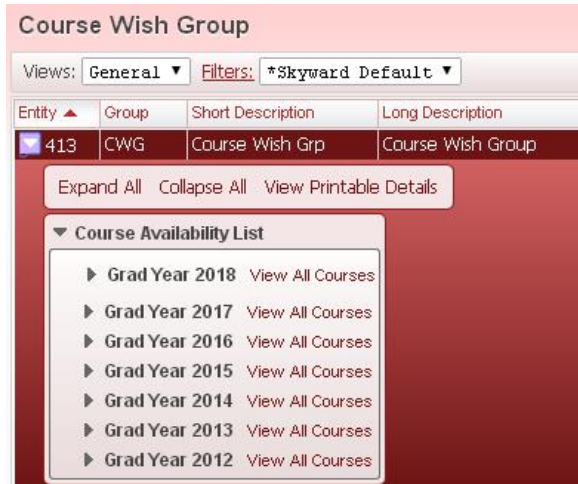 Course Wish Group
Views: General Filters: *Skyward Default
Entity Group Short Description Long Description
413 CWG Course Wish Grp Course Wish Group
Expand All Collapse All View Printable Details
Course Availability List
Grad Year 2018 View All Courses
Grad Year 2017 View All Courses
Grad Year 2016 View All Courses
Grad Year 2015 View All Courses
Grad Year 2014 View All Courses
Grad Year 2013 View All Courses
Grad Year 2012 View All Courses